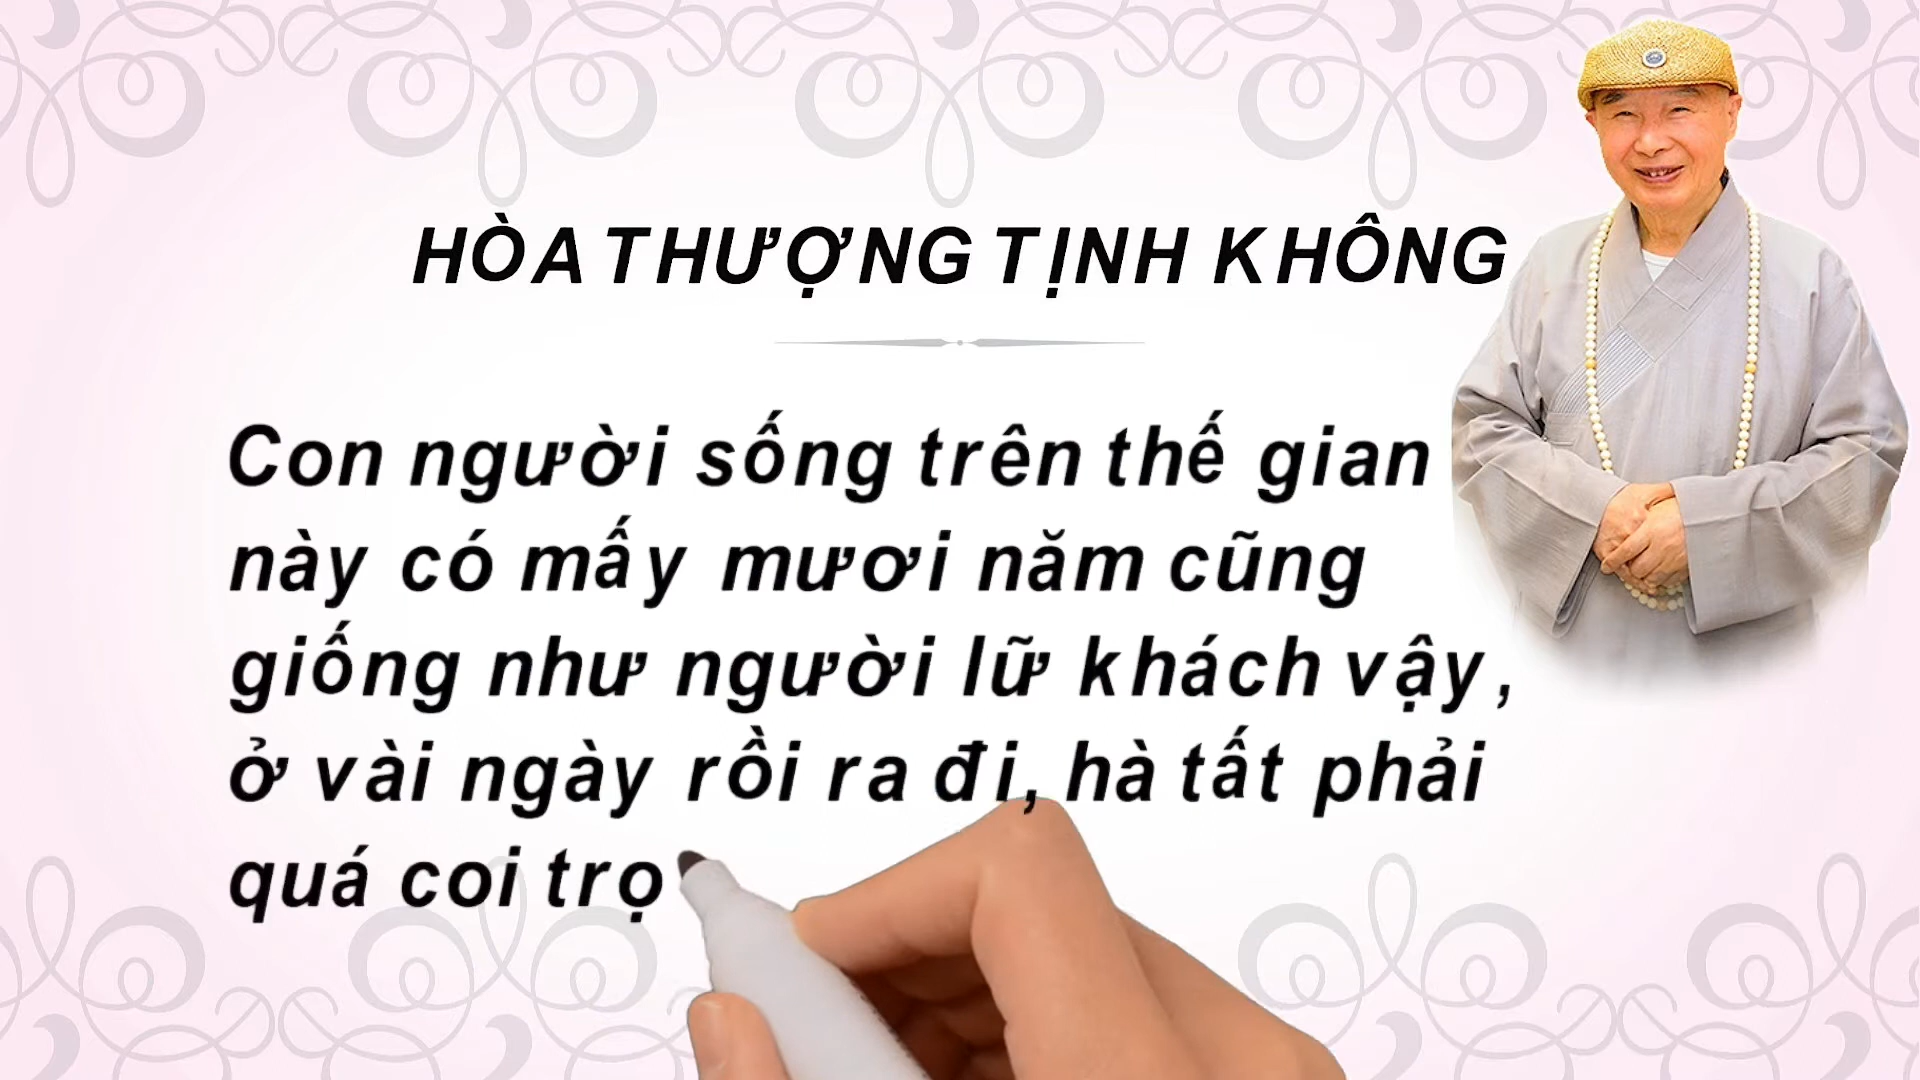 HÒA THƯỢNG TỊNH KHÔNG
Con người sống trên thế gian
này có mấy mươi năm cũng
giống như người lữ khách vậy,
ở vài ngày rồi ra đi, hà tất phải
quá coi trọ